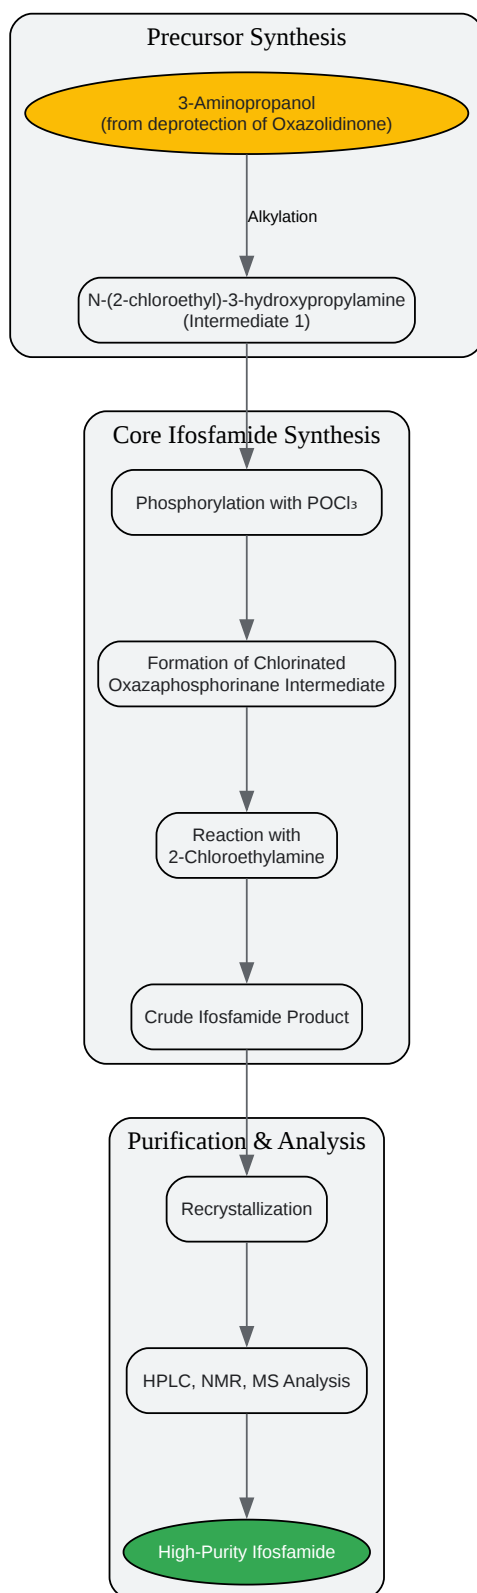 Precursor Synthesis
3-Aminopropanol
(from deprotection of Oxazolidinone)
Alkylation
N-(2-chloroethyl)-3-hydroxypropylamine
(Intermediate 1)
Core Ifosfamide Synthesis
Phosphorylation with POCl₃
Formation of Chlorinated
Oxazaphosphorinane Intermediate
Reaction with
2-Chloroethylamine
Crude Ifosfamide Product
Purification & Analysis
Recrystallization
HPLC, NMR, MS Analysis
High-Purity Ifosfamide